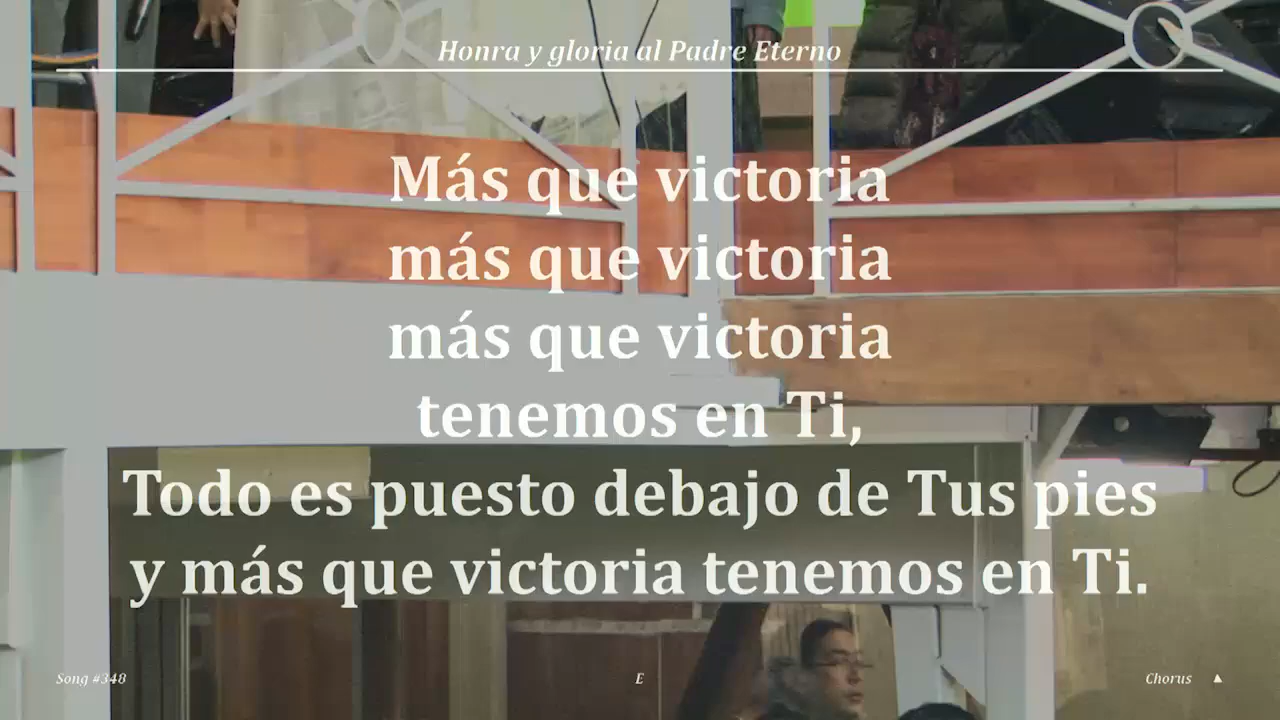 Honra y gloria al Padre Eterno
Más que victoria
más que victoria
más que victoria
tenemos en Ti,
Todo es puesto debajo de Tus pies
y más que victoria tenemos en Ti.
Song #348
E
Chorus ▲